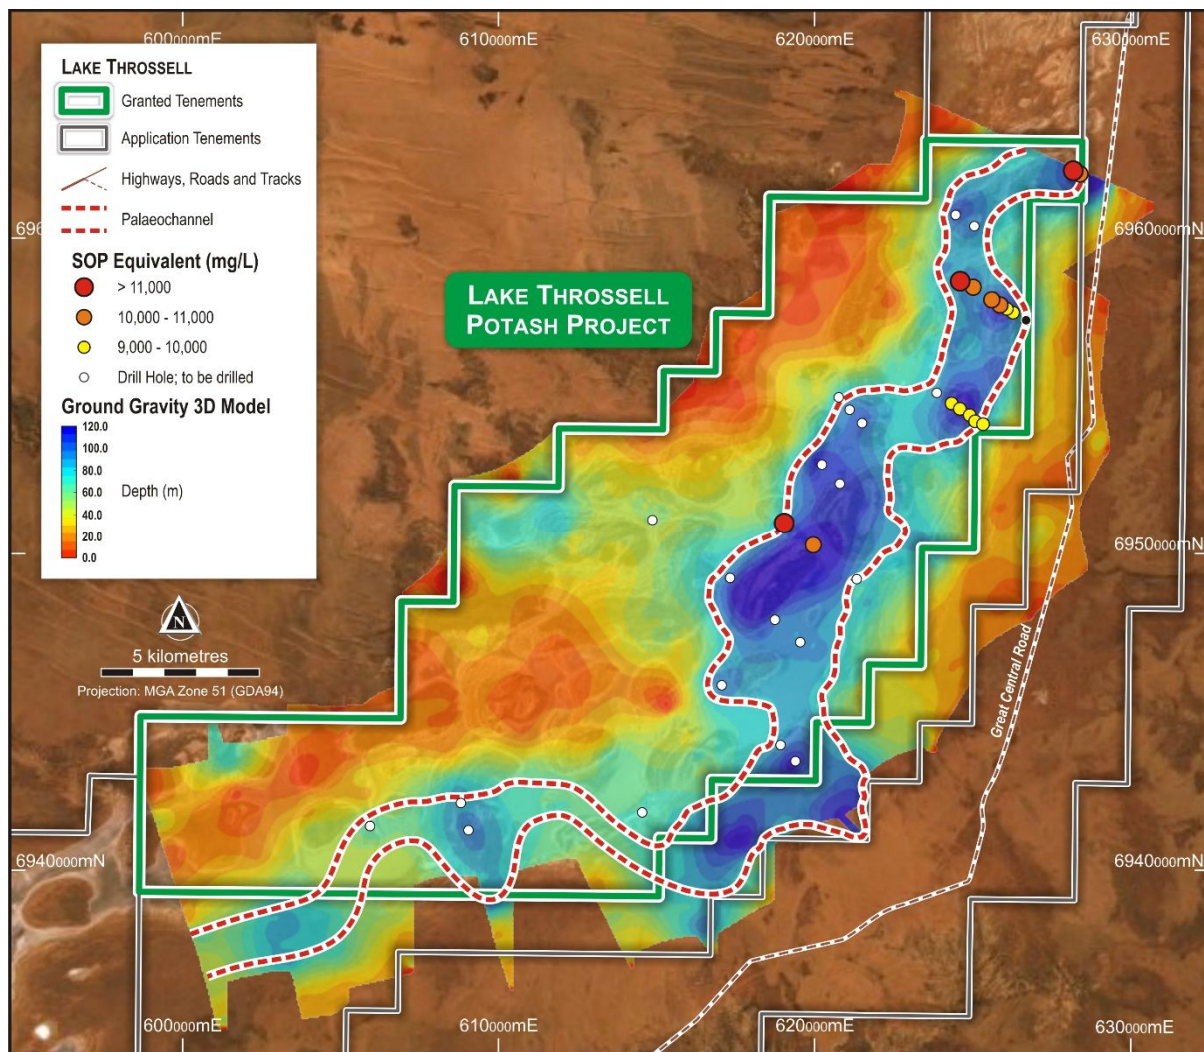 600000mE
610000mE
620000mE
630000mE
LAKE THROSSELL
Granted Tenements
Application Tenements
Highways, Roads and Tracks
Palaeochannel
SOP Equivalent (mg/L)
> 11,000
10,000 - 11,000
9,000 - 10,000
Drill Hole; to be drilled
Ground Gravity 3D Model
120.0
100.0
80.0
60.0
40.0
20.0
0.0
Depth (m)
696
6960000mN
LAKE THROSSELL
POTASH PROJECT
6950000mN
N
5 kilometres
Projection: MGA Zone 51 (GDA94)
Great Central Road
6940000mN
6940000mN
600000mE
610000mE
620000mE
630000mE